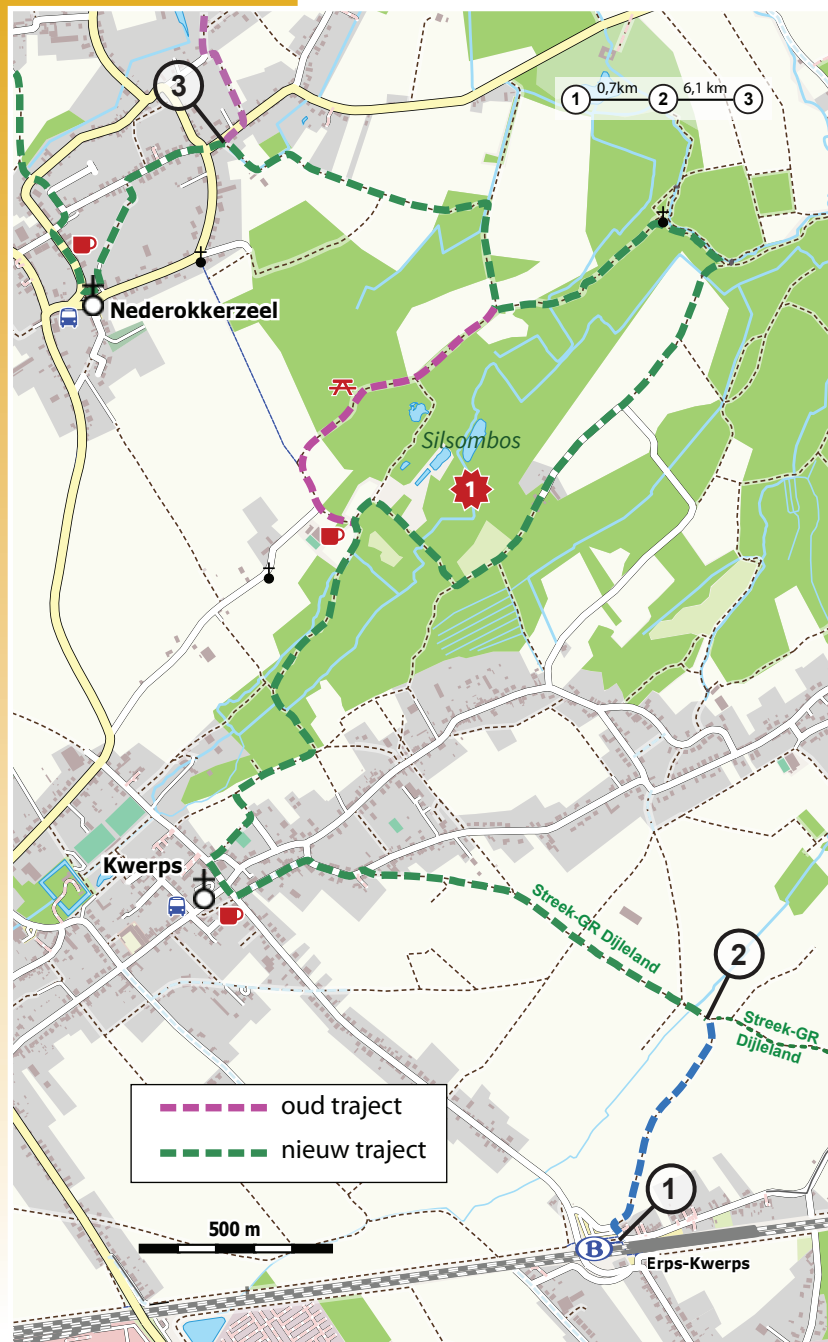 3
1 0,7km 2 6,1 km 3
Nederokkerzeel
Silsombos
1
Kwerps
Streek-GR Dijleland
2
Streek-GR
Dijleland
oud traject
nieuw traject
1
500 m
B
Erps-Kwerps